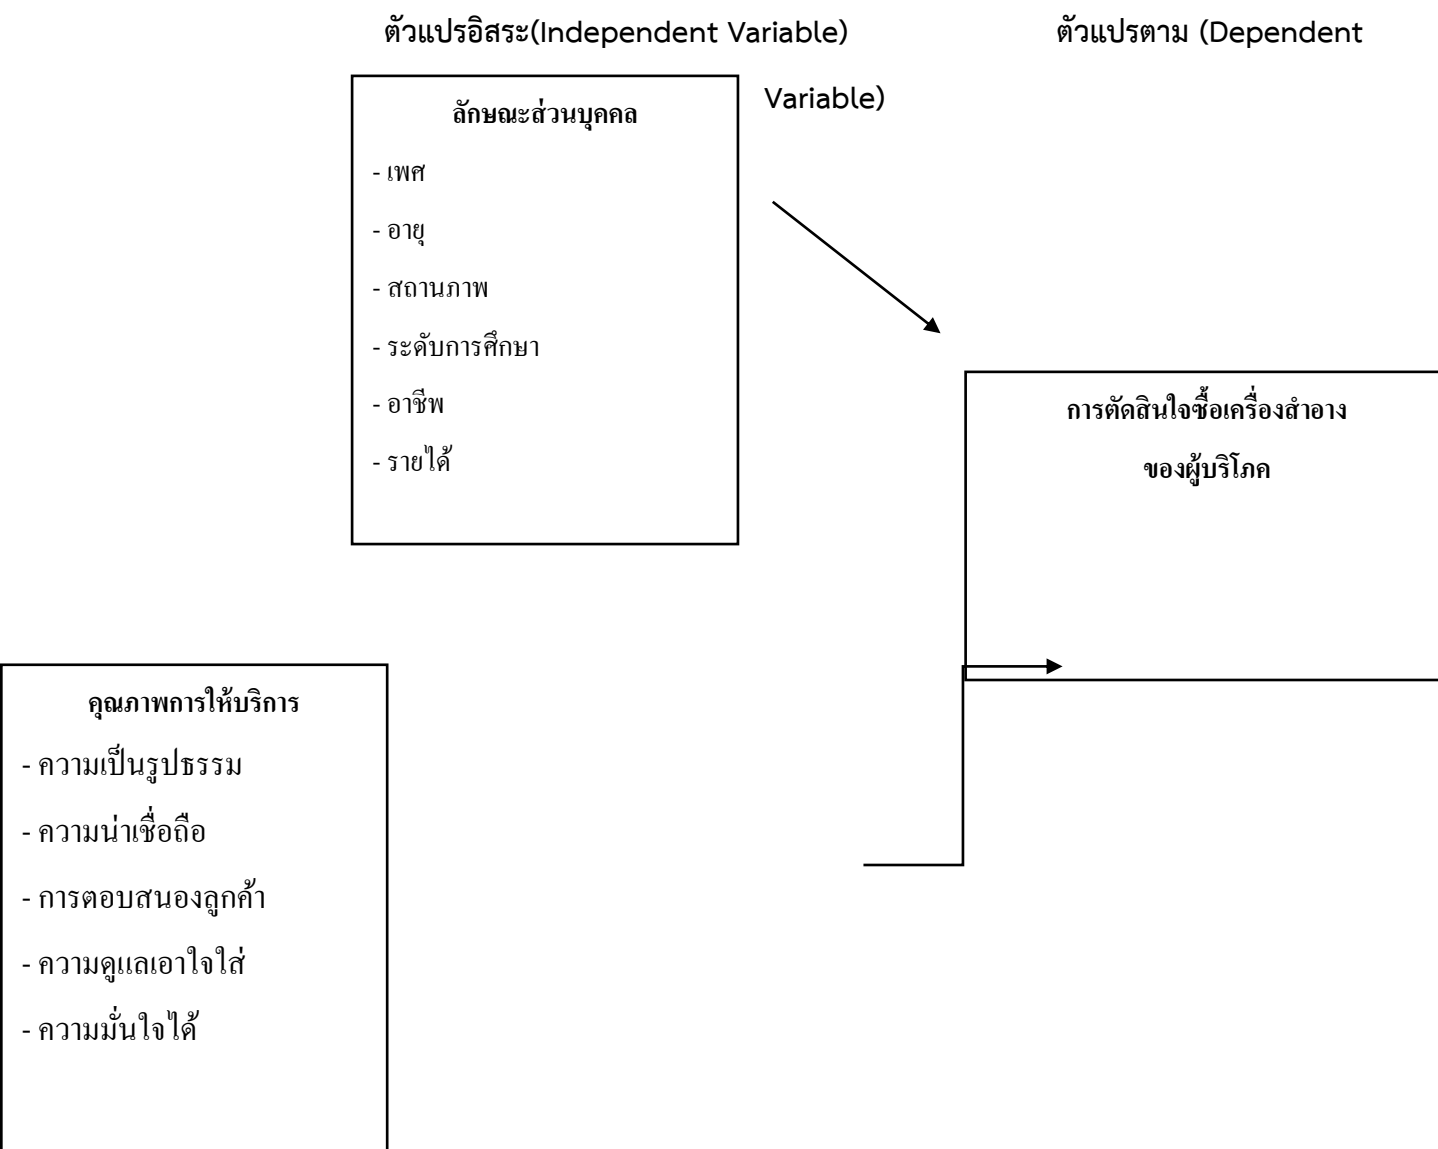 ตัวแปรอิสระ(Independent Variable) ตัวแปรตาม (Dependent
Variable)
ลักษณะส่วนบุคคล
- เพศ
- อายุ
- สถานภาพ
- ระดับการศึกษา
- อาชีพ
- รายได้
การตัดสินใจซื้อเครื่องสำอาง
ของผู้บริโภค
คุณภาพการให้บริการ
- ความเป็นรูปธรรม
- ความน่าเชื่อถือ
- การตอบสนองลูกค้า
- ความดูแลเอาใจใส่
- ความมั่นใจได้